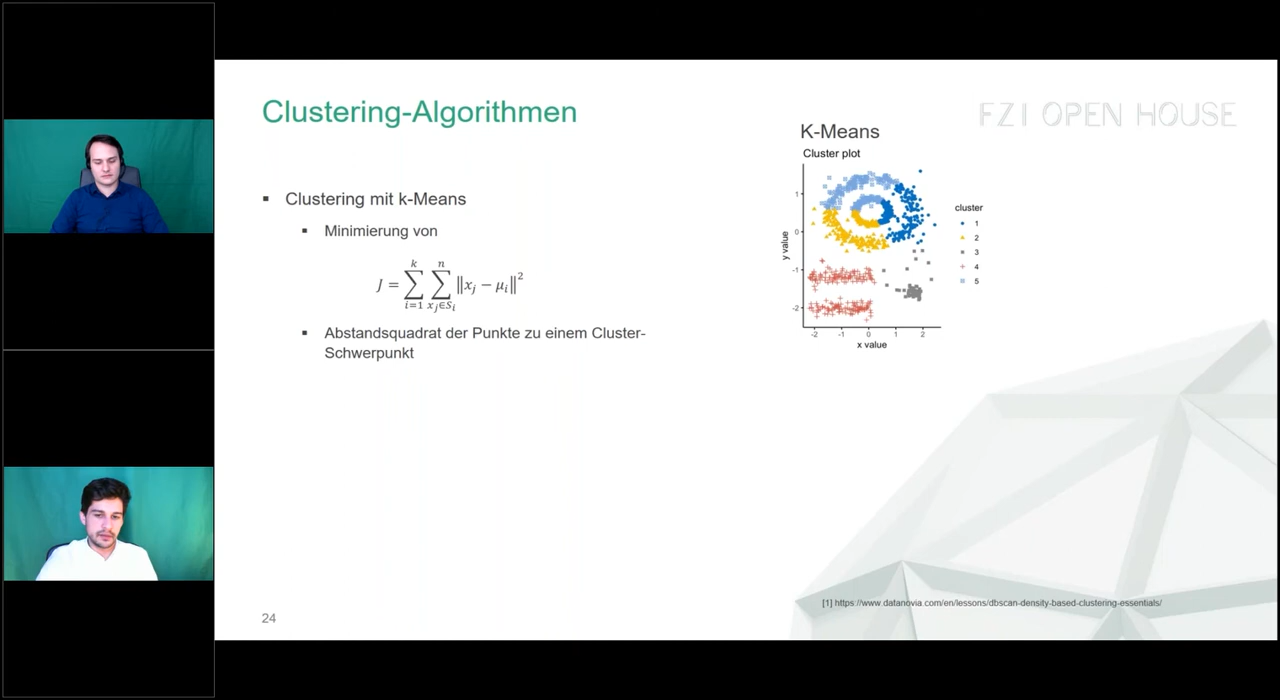 Clustering-Algorithmen
FZI OPEN HOUSE
▪ Clustering mit k-Means
▪ Minimierung von
J = ∑_{i=1}^{k} ∑_{x_j∈S_i}^{n} ‖x_j − μ_i‖²
▪ Abstandsquadrat der Punkte zu einem Cluster-
Schwerpunkt
K-Means
Cluster plot
y value
1
0
-1
-2
-2 -1 0 1 2
x value
cluster
1
2
3
4
5
[1] https://www.datanovia.com/en/lessons/dbscan-density-based-clustering-essentials/
24